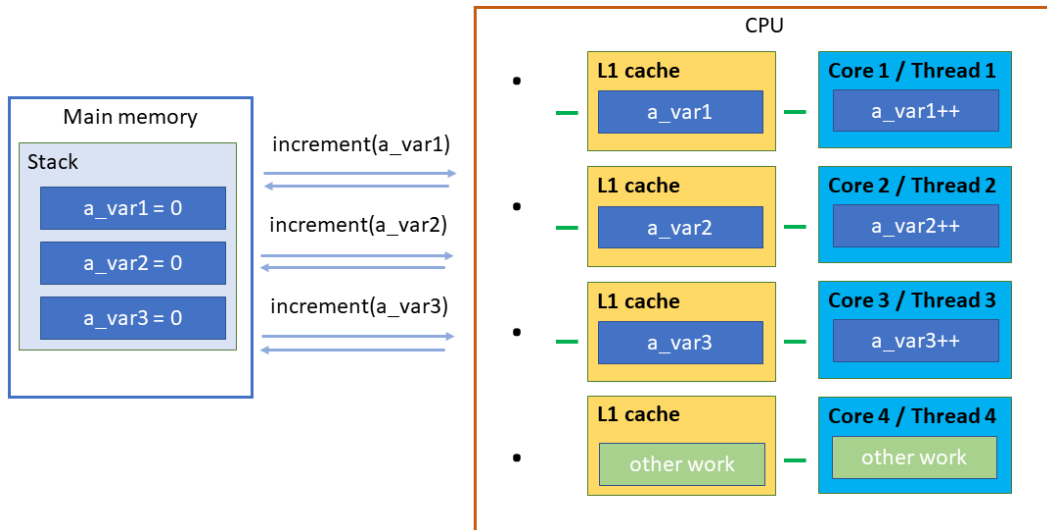 Main memory
Stack
a_var1 = 0
a_var2 = 0
a_var3 = 0
increment(a_var1)
increment(a_var2)
increment(a_var3)
CPU
L1 cache
a_var1
Core 1 / Thread 1
a_var1++
L1 cache
a_var2
Core 2 / Thread 2
a_var2++
L1 cache
a_var3
Core 3 / Thread 3
a_var3++
L1 cache
other work
Core 4 / Thread 4
other work